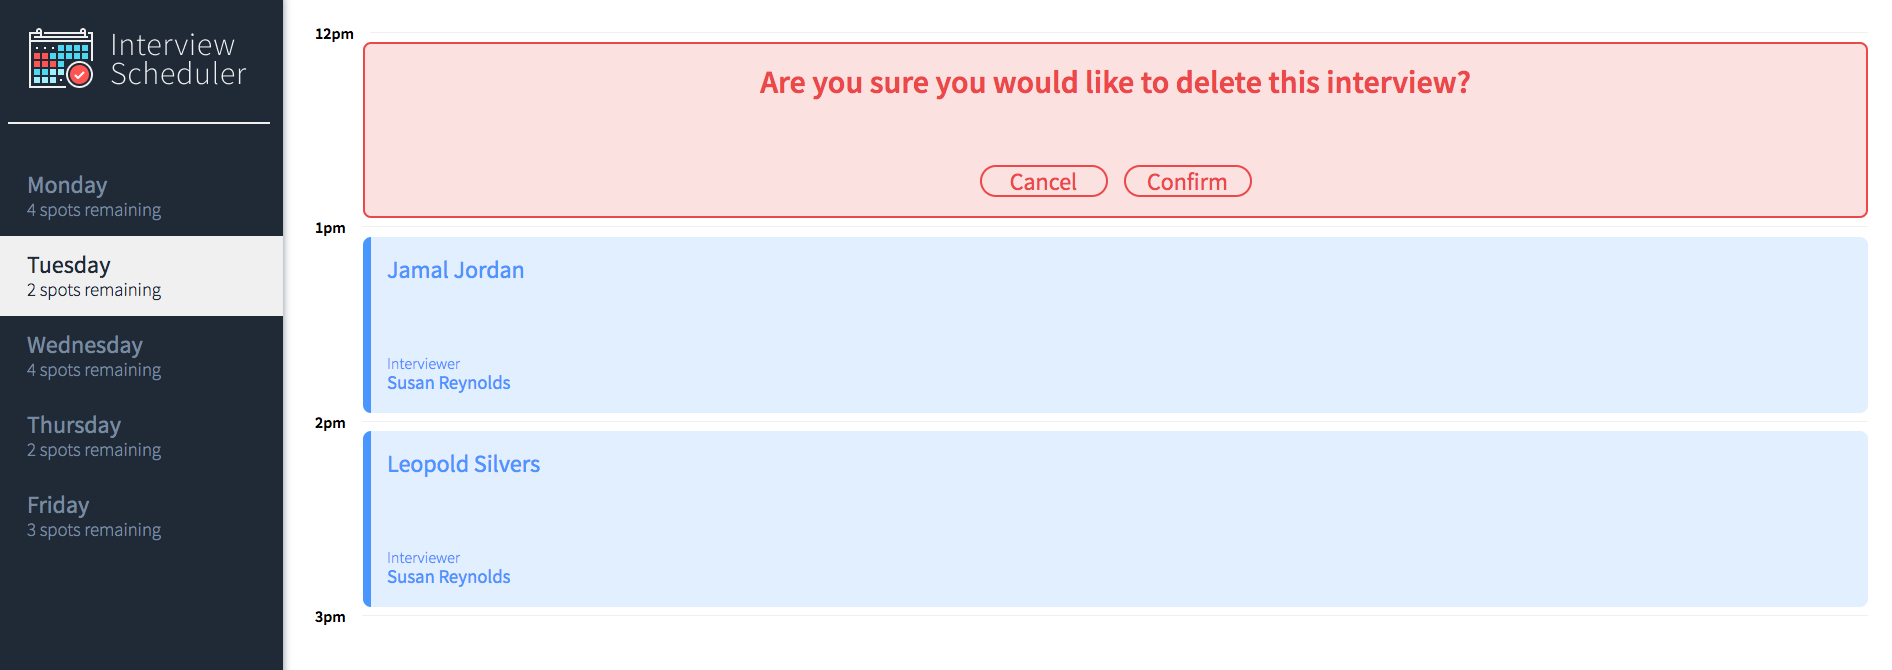 Interview
Scheduler
Monday
4 spots remaining
Tuesday
2 spots remaining
Wednesday
4 spots remaining
Thursday
2 spots remaining
Friday
3 spots remaining
12pm
Are you sure you would like to delete this interview?
Cancel Confirm
1pm
Jamal Jordan
Interviewer
Susan Reynolds
2pm
Leopold Silvers
Interviewer
Susan Reynolds
3pm